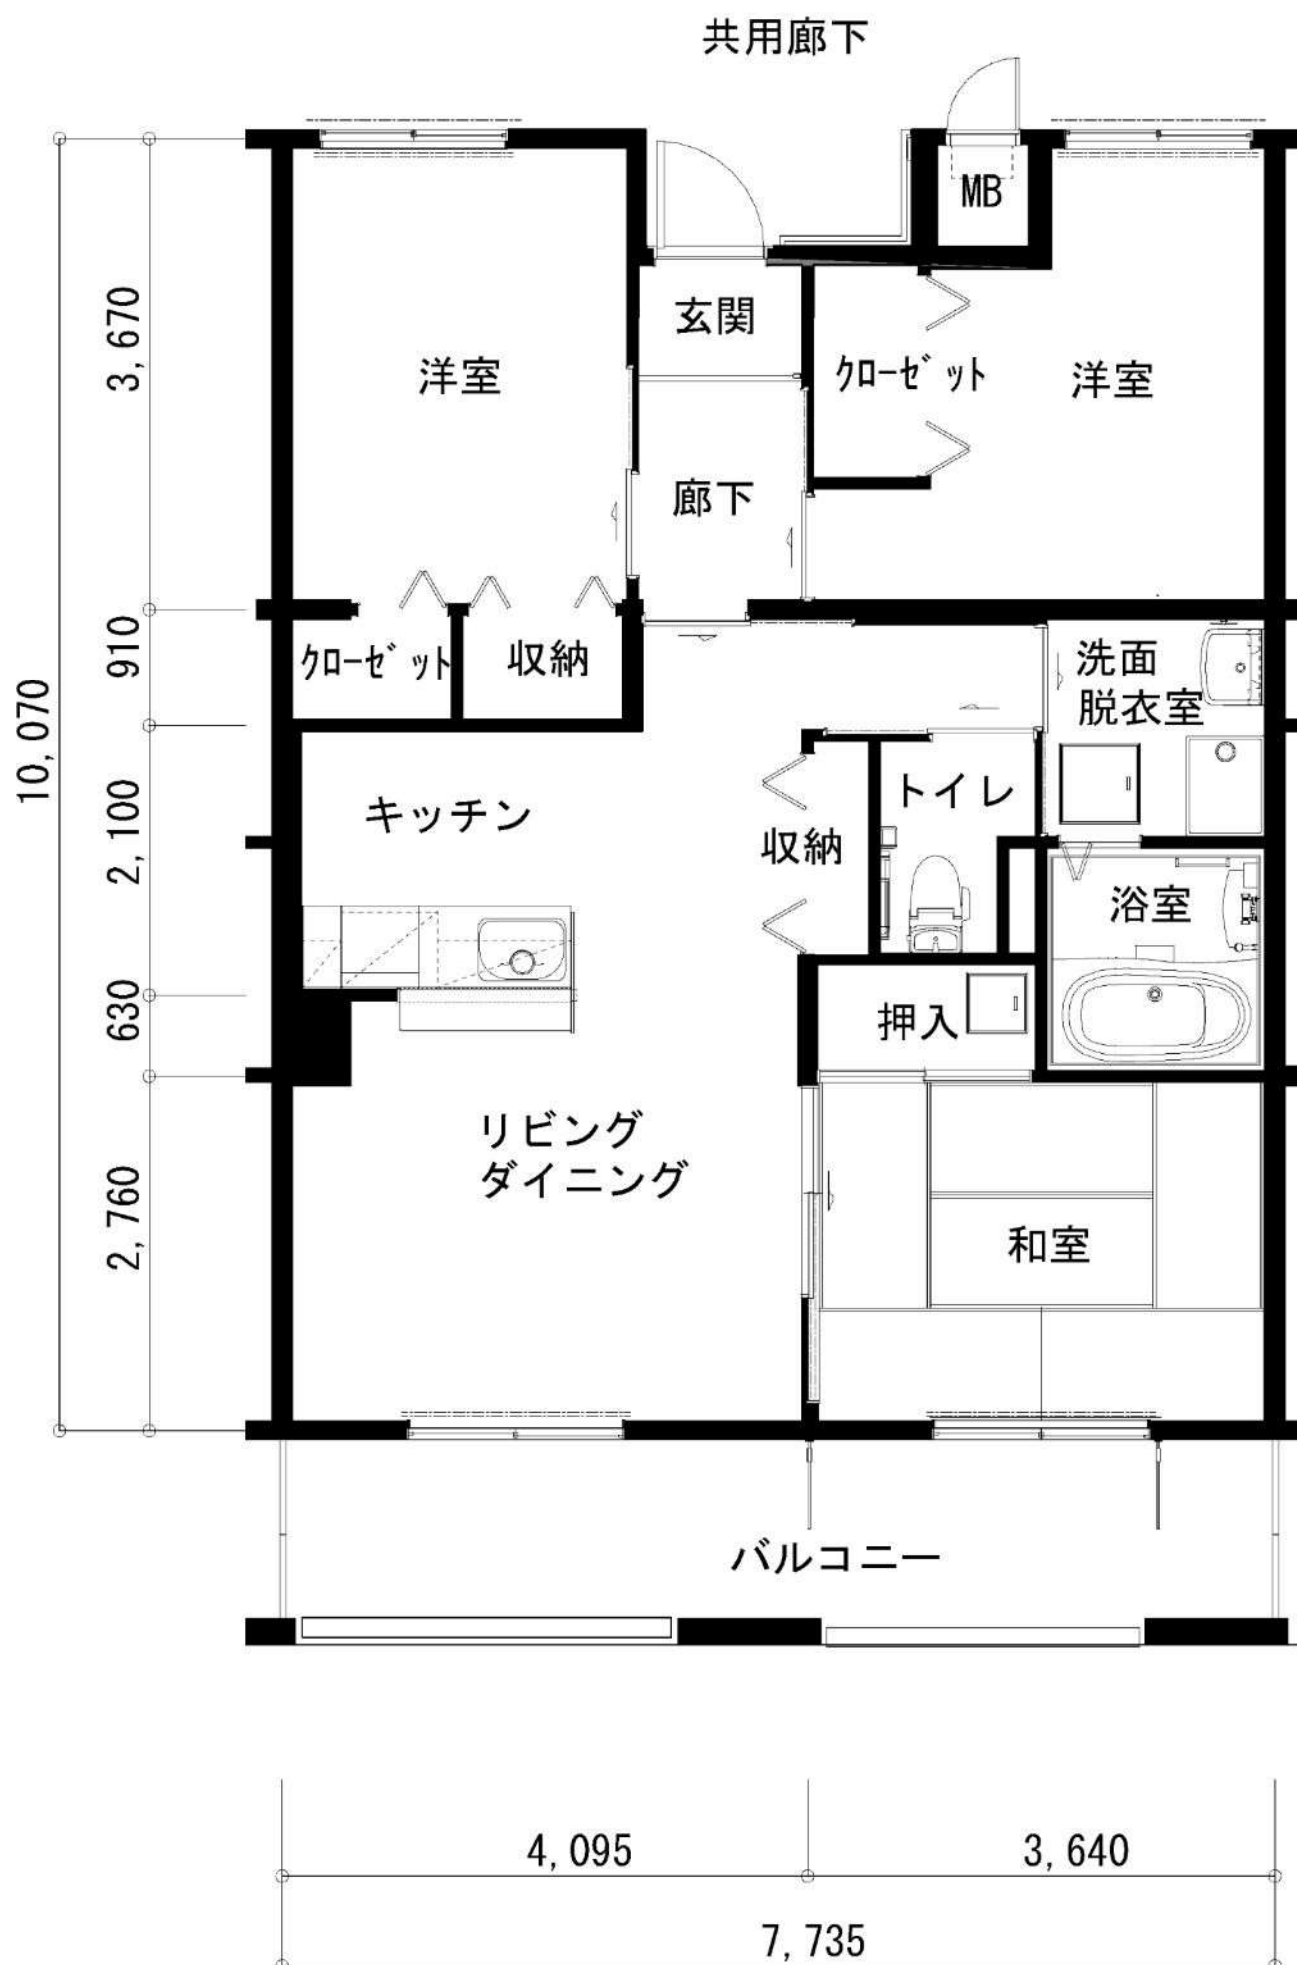 共用廊下
MB
3,670
玄関
洋室
クローゼット
洋室
廊下
910
クローゼット
収納
洗面
脱衣室
10,070
2,100
キッチン
トイレ
収納
浴室
630
押入
リビング
ダイニング
2,760
和室
バルコニー
4,095
3,640
7,735